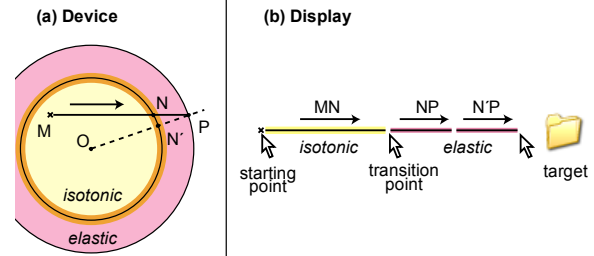 (a) Device
N
M
P
O
N´
isotonic
elastic
(b) Display
MN
NP
N´P
isotonic
elastic
starting
point
transition
point
target